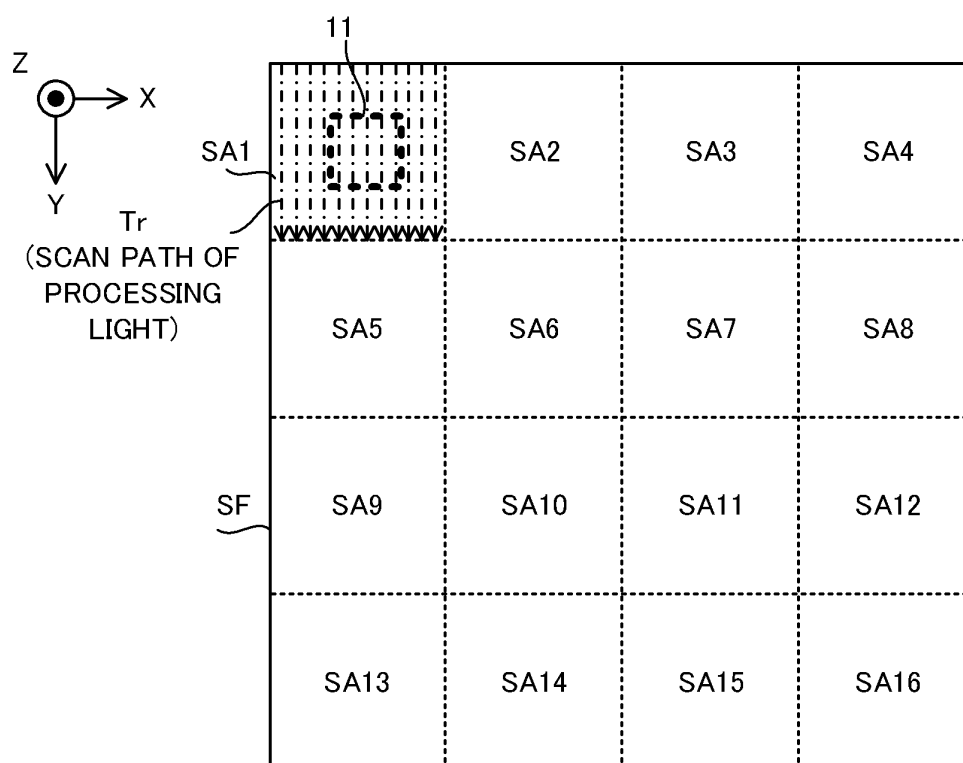 11
Z
X
Y
SA1
SA2
SA3
SA4
Tr
(SCAN PATH OF
PROCESSING
LIGHT)
SA5
SA6
SA7
SA8
SF
SA9
SA10
SA11
SA12
SA13
SA14
SA15
SA16